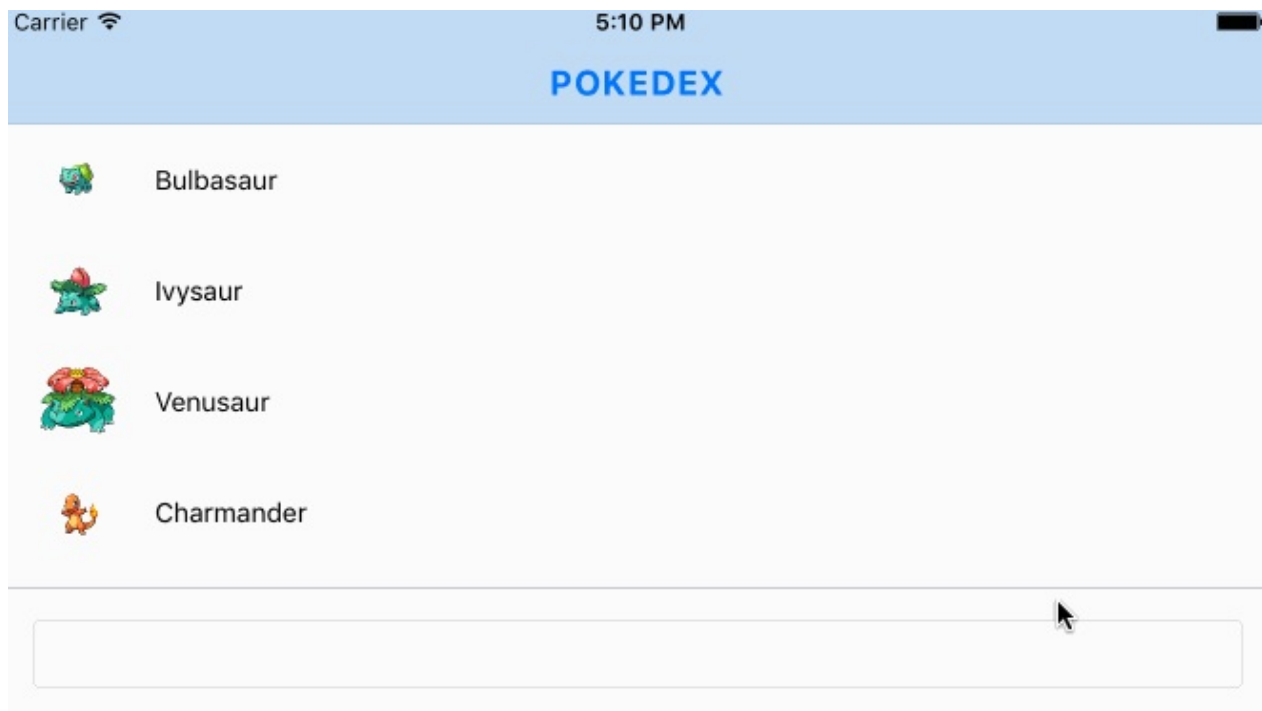 Carrier 5:10 PM
POKEDEX
Bulbasaur
Ivysaur
Venusaur
Charmander